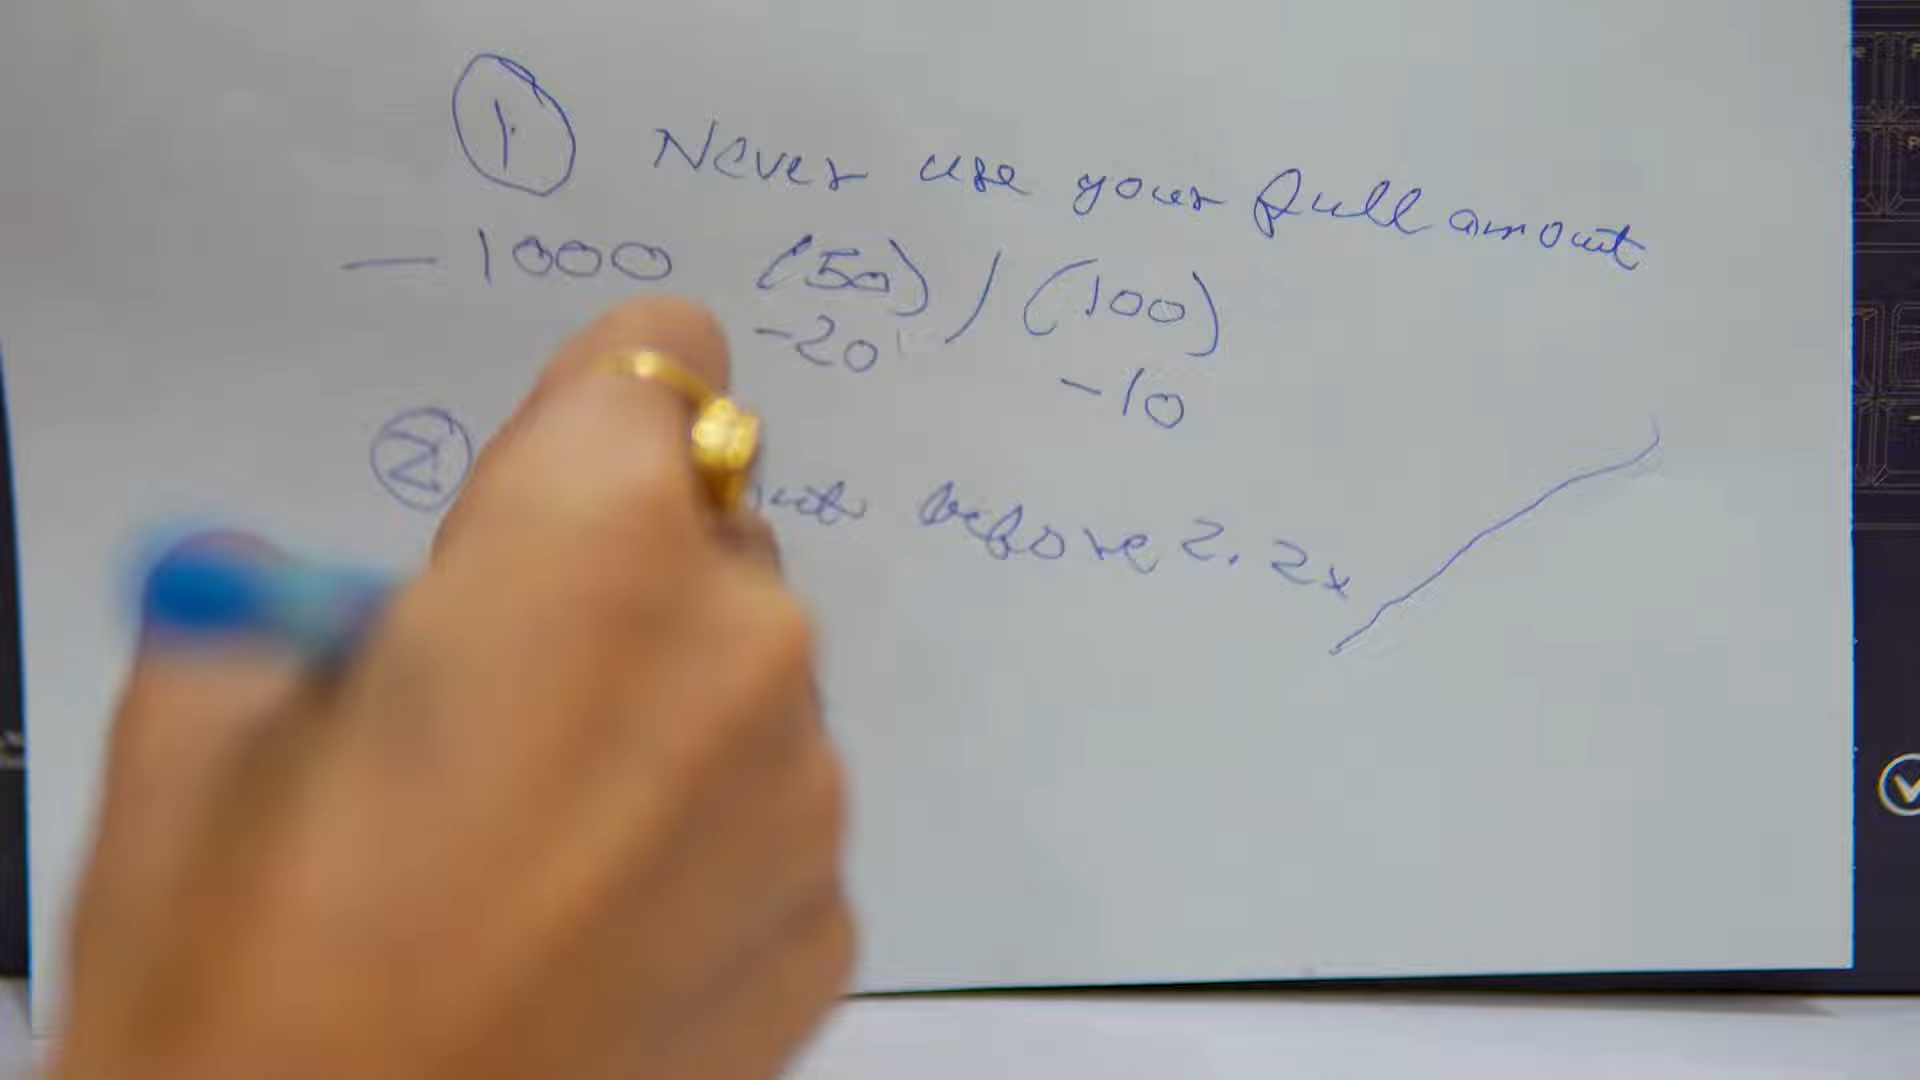 ① Never use your full amount
— 1000 (50) / (100)
-20 -10
② before 2.2x